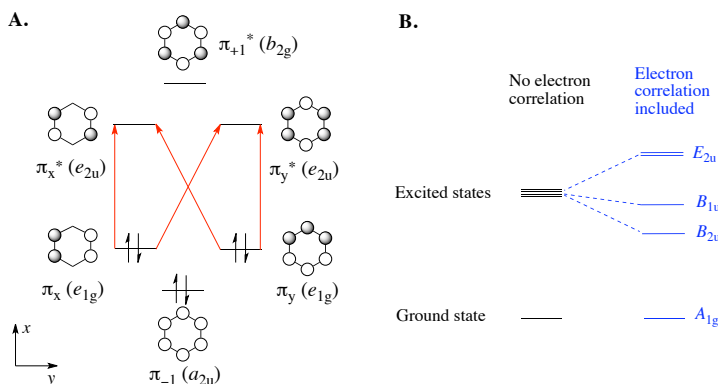 A.
π+1* (b2g)
πx* (e2u)
πy* (e2u)
πx (e1g)
πy (e1g)
π−1 (a2u)
x
y
B.
No electron
correlation
Electron
correlation
included
Excited states
E2u
B1u
B2u
Ground state
A1g